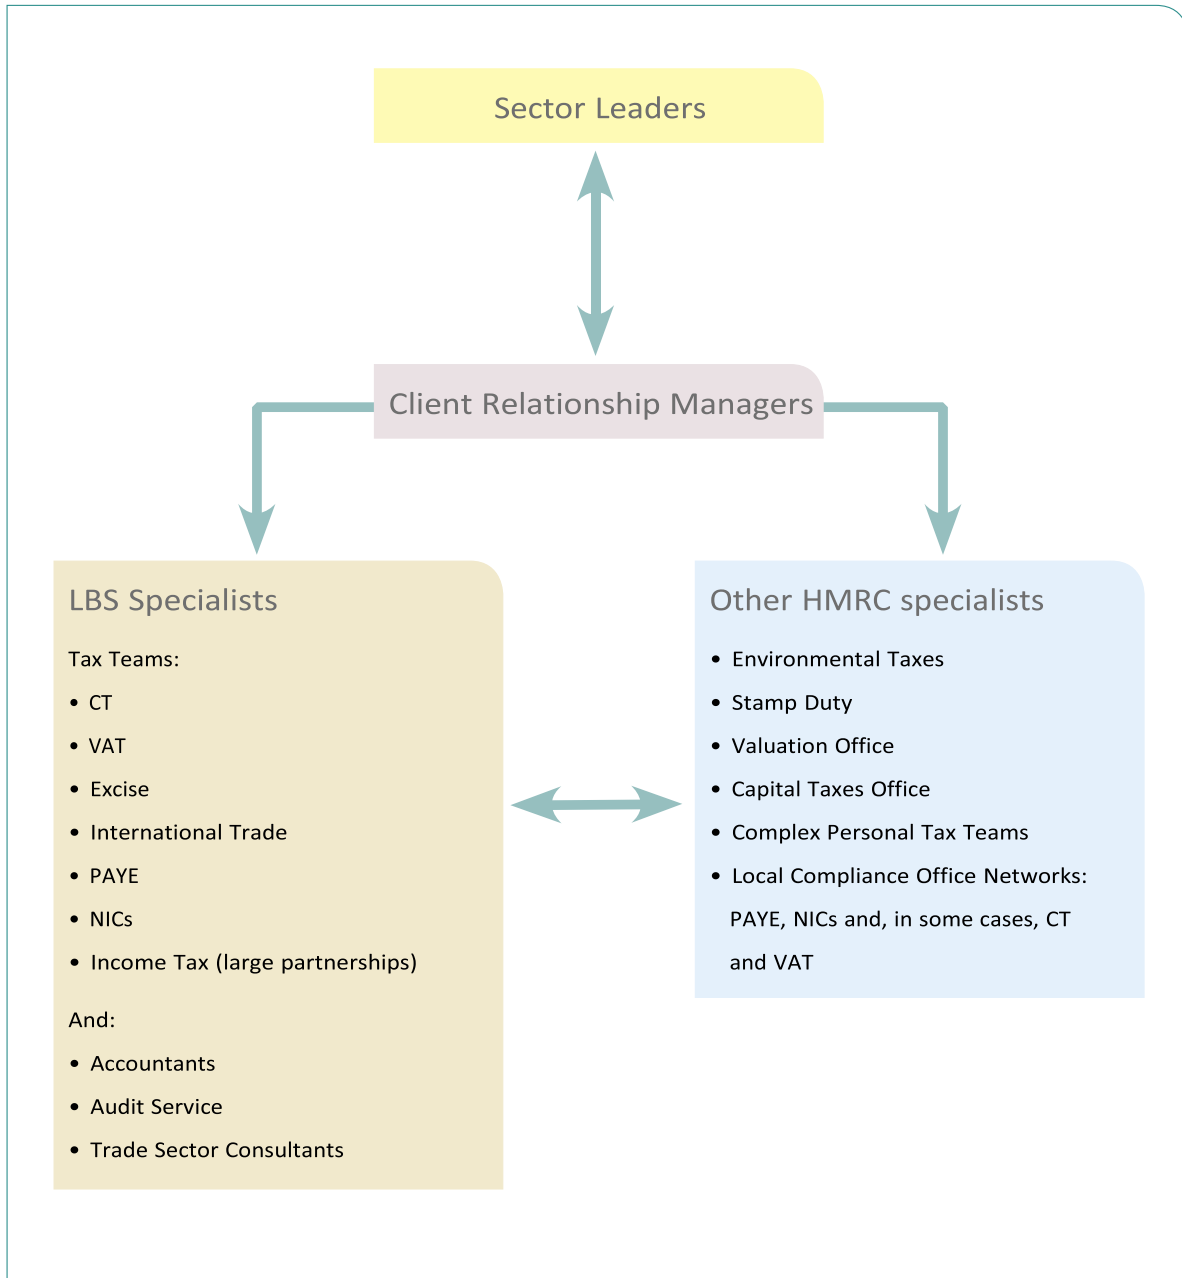 Sector Leaders
Client Relationship Managers
LBS Specialists
Tax Teams:
• CT
• VAT
• Excise
• International Trade
• PAYE
• NICs
• Income Tax (large partnerships)
And:
• Accountants
• Audit Service
• Trade Sector Consultants
Other HMRC specialists
• Environmental Taxes
• Stamp Duty
• Valuation Office
• Capital Taxes Office
• Complex Personal Tax Teams
• Local Compliance Office Networks:
PAYE, NICs and, in some cases, CT
and VAT